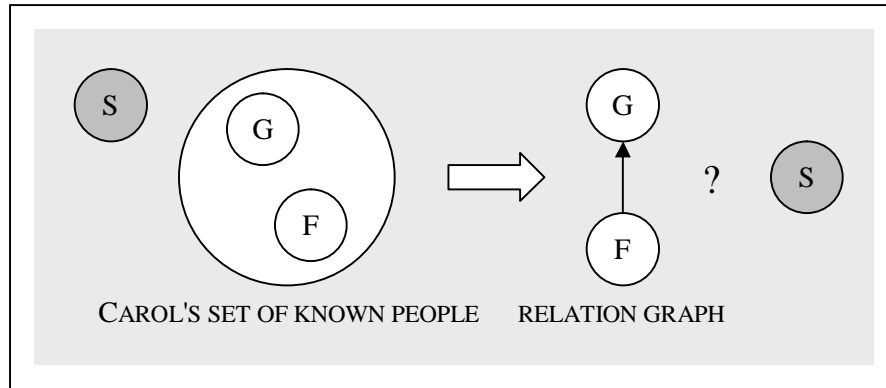 S
G
F
G
F
?
S
CAROL'S SET OF KNOWN PEOPLE
RELATION GRAPH